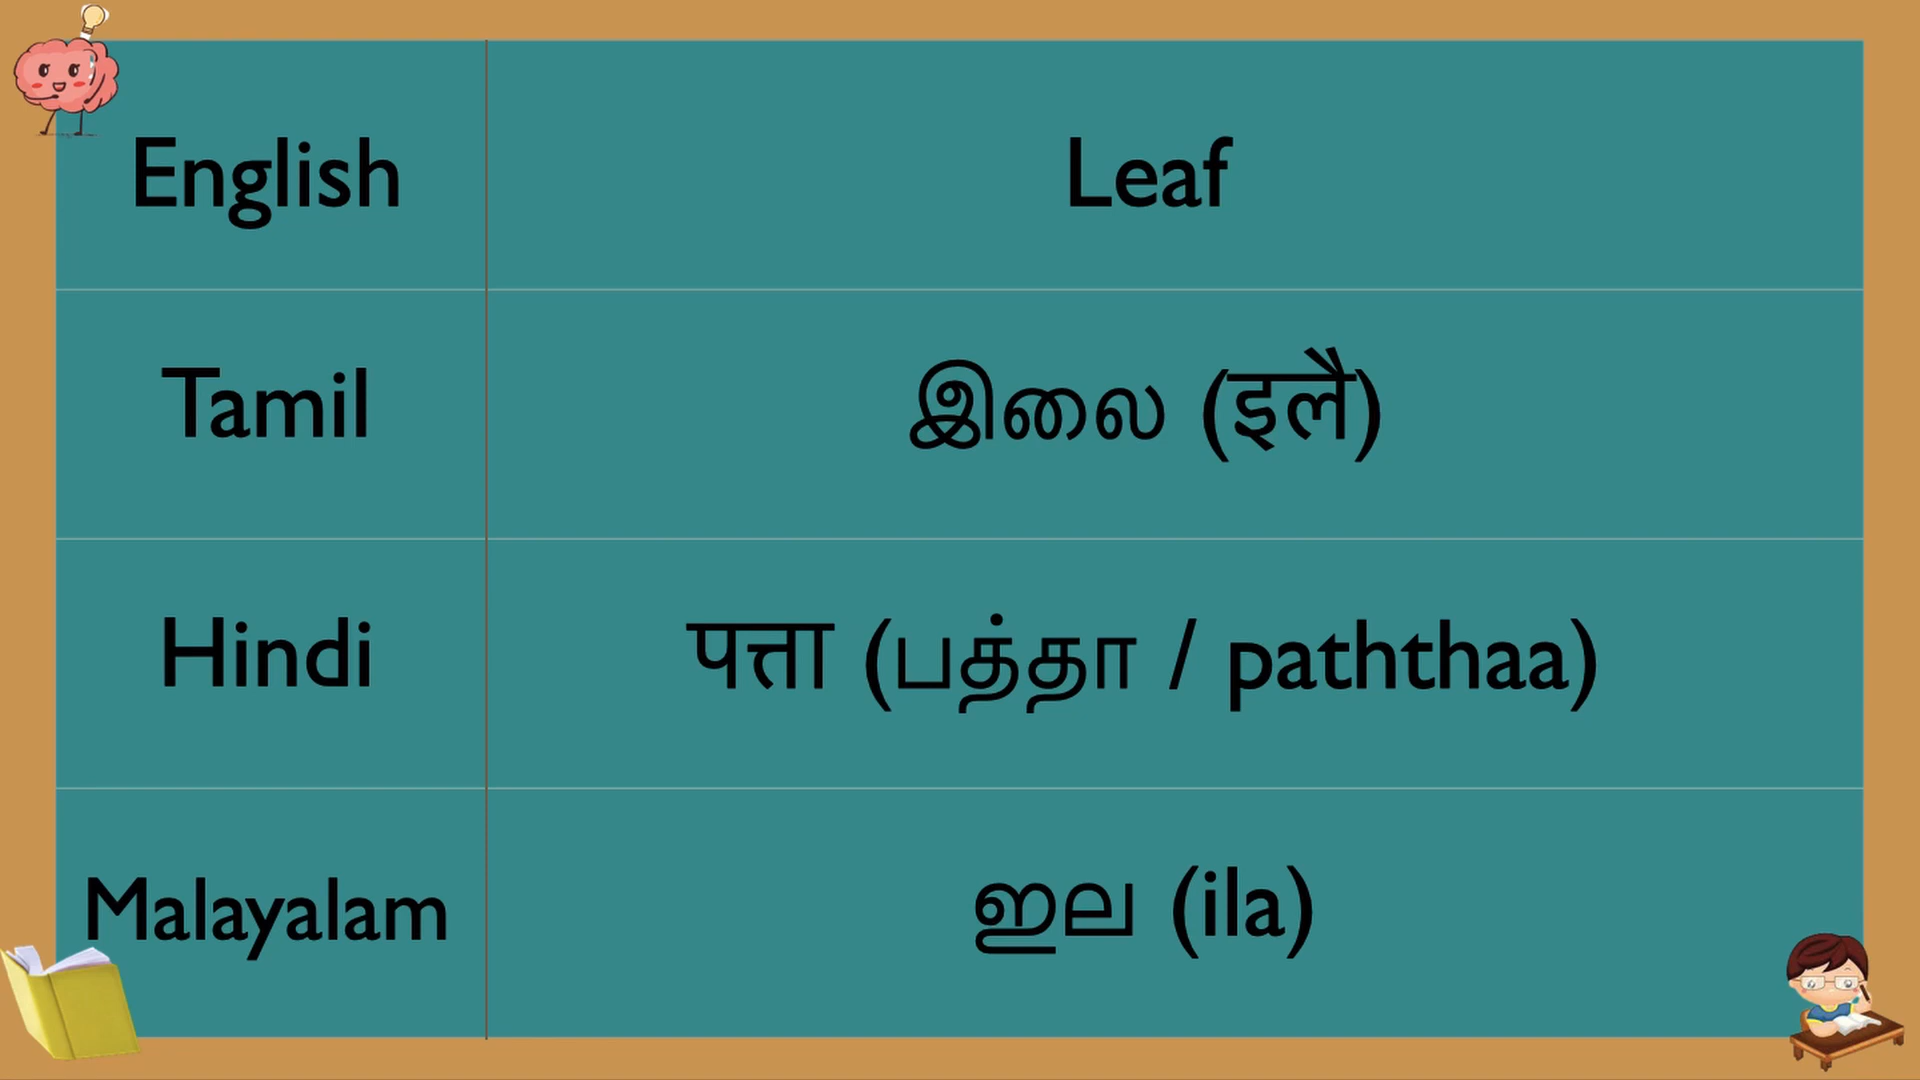 English Leaf
Tamil இலை (इलै)
Hindi पत्ता (பத்தா / paththaa)
Malayalam ഇല (ila)